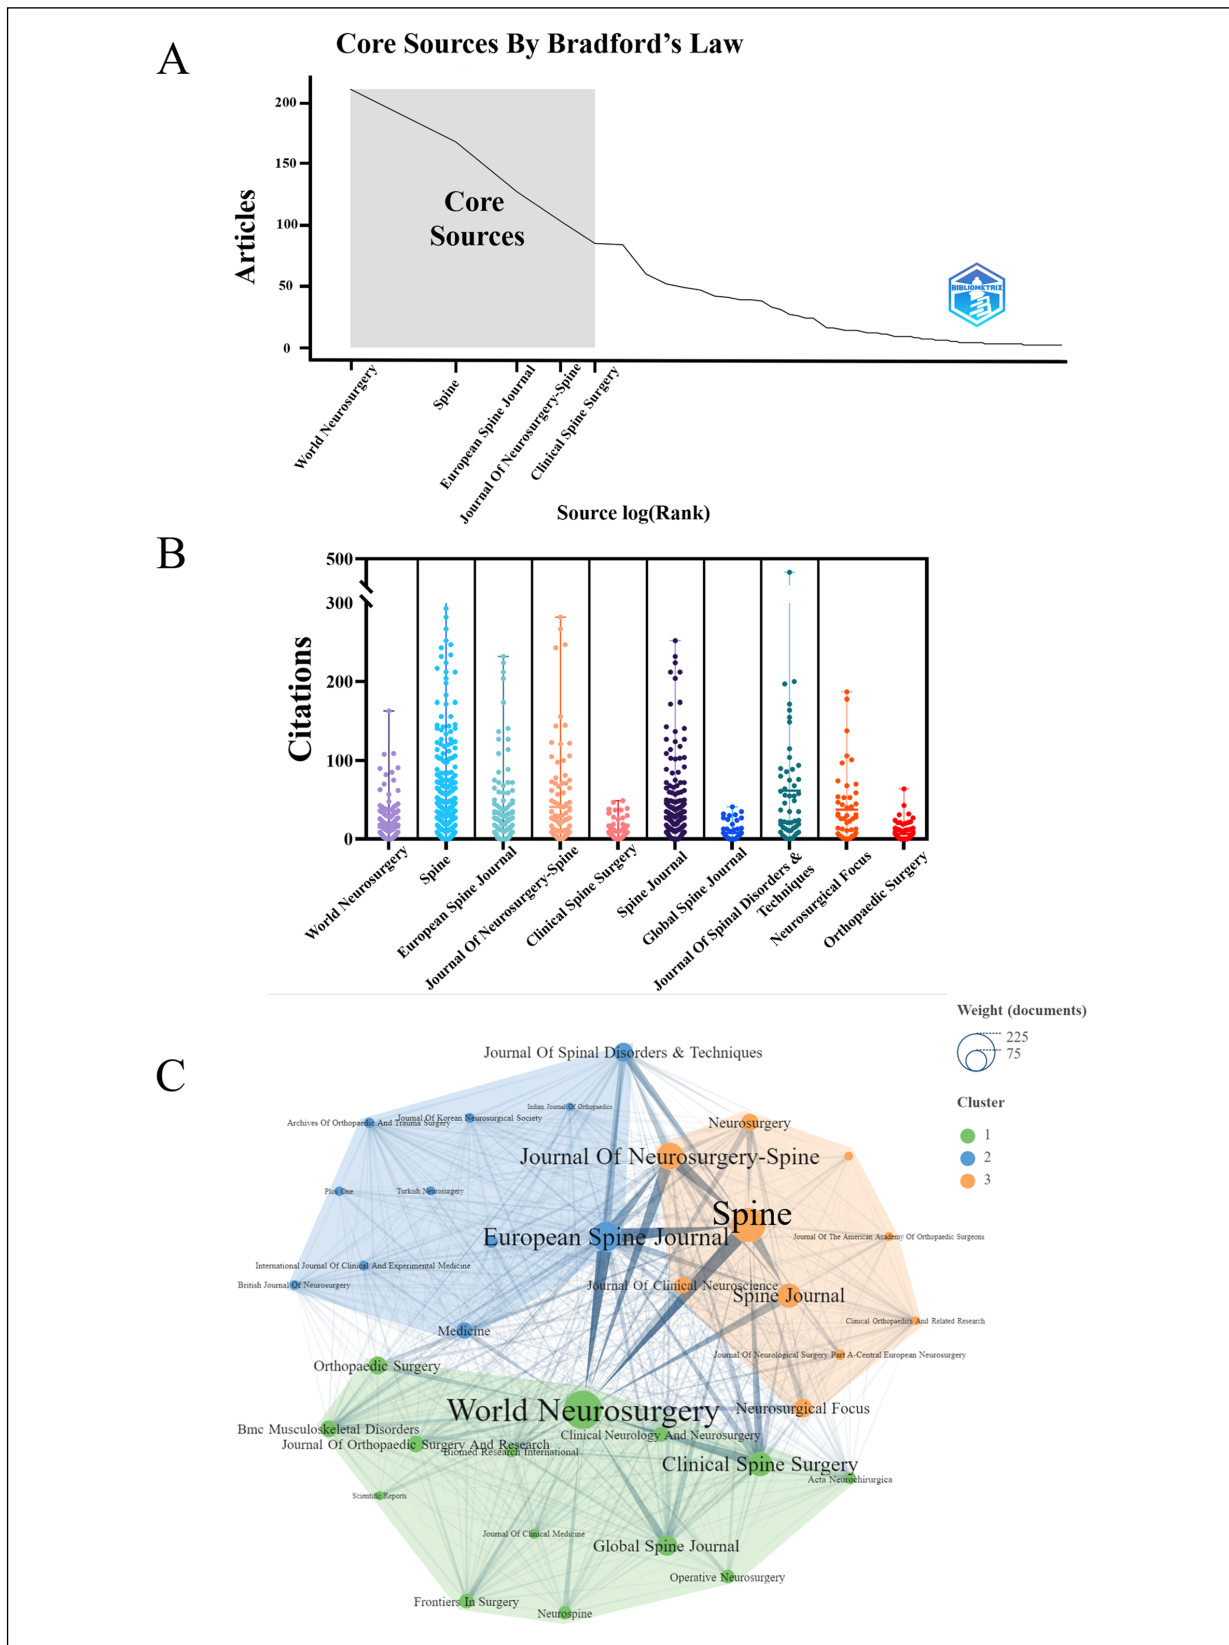 A
Core Sources By Bradford's Law
Articles
200
150
100
50
0
Core
Sources
BIBLIOMETRIX
World Neurosurgery
Spine
European Spine Journal
Journal Of Neurosurgery-Spine
Clinical Spine Surgery
Source log(Rank)
B
Citations
500
300
200
100
0
World Neurosurgery
Spine
European Spine Journal
Journal Of Neurosurgery-Spine
Clinical Spine Surgery
Spine Journal
Global Spine Journal
Journal Of Spinal Disorders &
Techniques
Neurosurgical Focus
Orthopaedic Surgery
C
Weight (documents)
225
75
Cluster
1
2
3
Journal Of Spinal Disorders & Techniques
Indian Journal Of Orthopaedics
Journal Of Korean Neurosurgical Society
Archives Of Orthopaedic And Trauma Surgery
Neurosurgery
Journal Of Neurosurgery-Spine
Plos One
Turkish Neurosurgery
Spine
European Spine Journal
Journal Of The American Academy Of Orthopaedic Surgeons
International Journal Of Clinical And Experimental Medicine
British Journal Of Neurosurgery
Journal Of Clinical Neuroscience
Spine Journal
Clinical Orthopaedics And Related Research
Medicine
Journal Of Neurological Surgery Part A-Central European Neurosurgery
Orthopaedic Surgery
World Neurosurgery
Neurosurgical Focus
Bmc Musculoskeletal Disorders
Clinical Neurology And Neurosurgery
Journal Of Orthopaedic Surgery And Research
Biomed Research International
Clinical Spine Surgery
Acta Neurochirurgica
Scientific Reports
Journal Of Clinical Medicine
Global Spine Journal
Operative Neurosurgery
Frontiers In Surgery
Neurospine